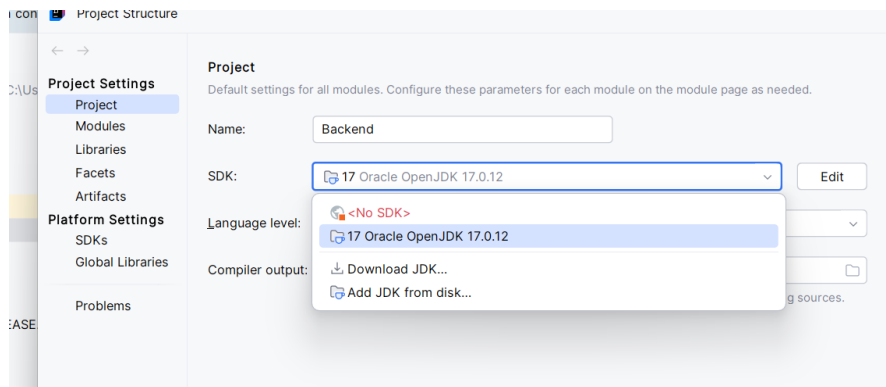 con
Project Structure
C:\Us
Project Settings
Project
Modules
Libraries
Facets
Artifacts
Platform Settings
SDKs
Global Libraries
Problems
EASE
Project
Default settings for all modules. Configure these parameters for each module on the module page as needed.
Name: Backend
SDK: 17 Oracle OpenJDK 17.0.12 Edit
<No SDK>
Language level:
17 Oracle OpenJDK 17.0.12
Compiler output: Download JDK...
Add JDK from disk...
g sources.